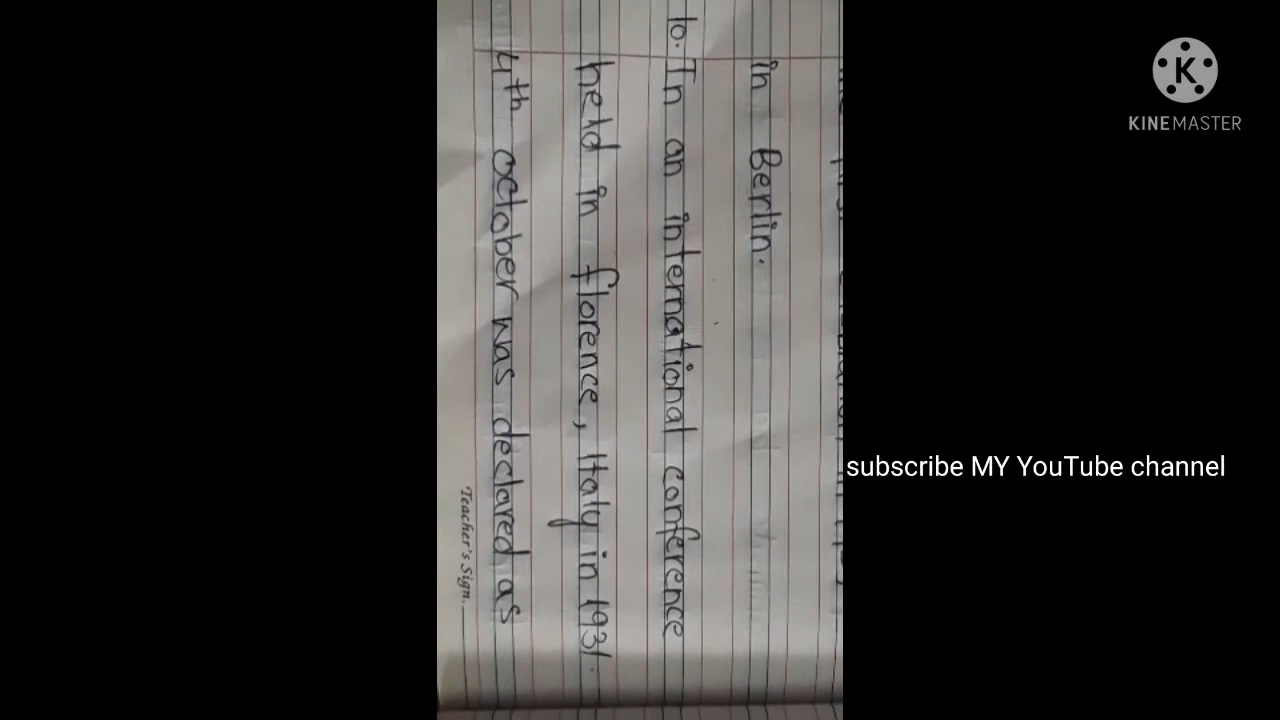 in Berlin.
10. In an international conference
held in florence, Italy in 1931.
4th october was declared as
Teacher's Sign.
KINEMASTER
subscribe MY YouTube channel